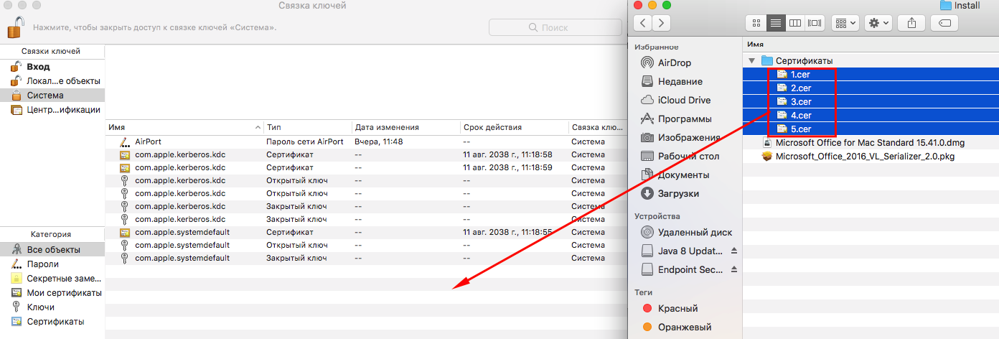 Связка ключей
Нажмите, чтобы закрыть доступ к связке ключей «Система».
Поиск
Связки ключей
Вход
Локал...е объекты
Система
Центр...ификации
Имя
Тип
Дата изменения
Срок действия
Связка клю...
AirPort
Пароль сети AirPort
Вчера, 11:48
--
Система
com.apple.kerberos.kdc
Сертификат
--
11 авг. 2038 г., 11:18:58
Система
com.apple.kerberos.kdc
Сертификат
--
11 авг. 2038 г., 11:18:59
Система
com.apple.kerberos.kdc
Открытый ключ
--
--
Система
com.apple.kerberos.kdc
Открытый ключ
--
--
Система
com.apple.kerberos.kdc
Закрытый ключ
--
--
Система
com.apple.kerberos.kdc
Закрытый ключ
--
--
Система
com.apple.systemdefault
Сертификат
--
11 авг. 2038 г., 11:18:55
Система
com.apple.systemdefault
Открытый ключ
--
--
Система
com.apple.systemdefault
Закрытый ключ
--
--
Система
Категория
Все объекты
Пароли
Секретные заме...
Мои сертификаты
Ключи
Сертификаты
Install
Избранное
AirDrop
Недавние
iCloud Drive
Программы
Изображения
Рабочий стол
Документы
Загрузки
Устройства
Удаленный диск
Java 8 Updat...
Endpoint Sec...
Теги
Красный
Оранжевый
Имя
Сертификаты
1.cer
2.cer
3.cer
4.cer
5.cer
Microsoft Office for Mac Standard 15.41.0.dmg
Microsoft_Office_2016_VL_Serializer_2.0.pkg